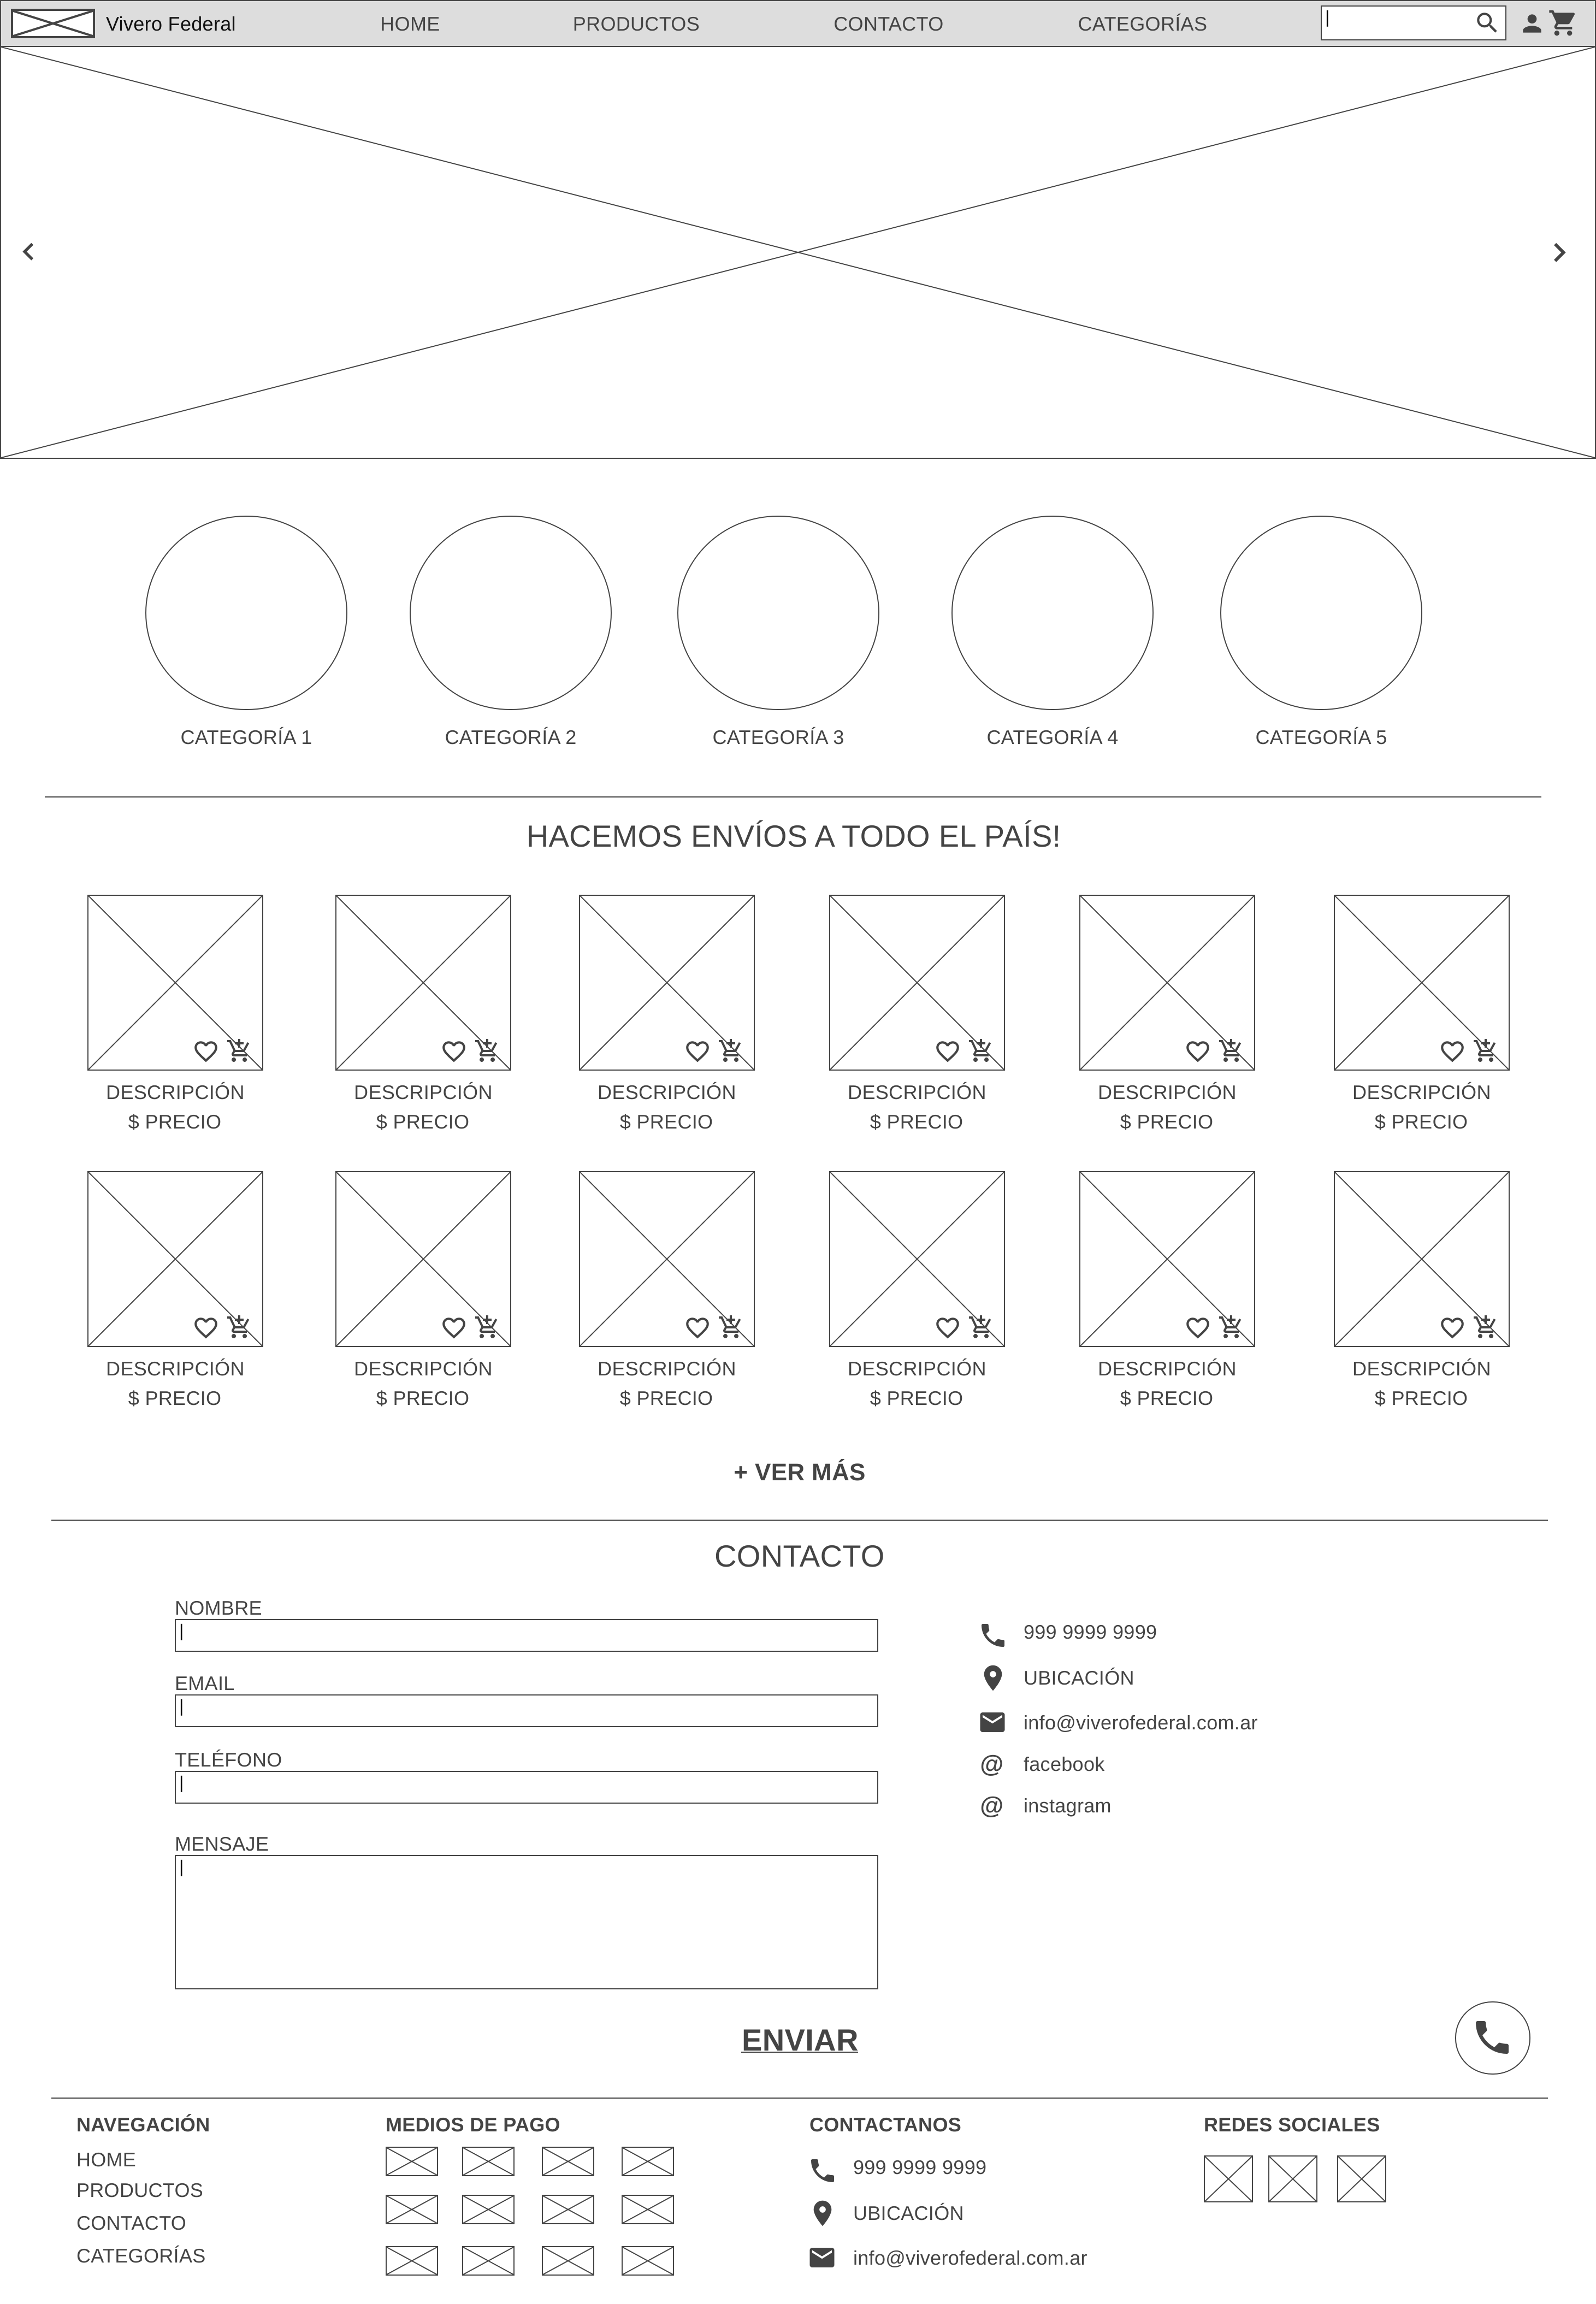 Vivero Federal HOME PRODUCTOS CONTACTO CATEGORÍAS
CATEGORÍA 1 CATEGORÍA 2 CATEGORÍA 3 CATEGORÍA 4 CATEGORÍA 5
HACEMOS ENVÍOS A TODO EL PAÍS!
DESCRIPCIÓN DESCRIPCIÓN DESCRIPCIÓN DESCRIPCIÓN DESCRIPCIÓN DESCRIPCIÓN
$ PRECIO $ PRECIO $ PRECIO $ PRECIO $ PRECIO $ PRECIO
DESCRIPCIÓN DESCRIPCIÓN DESCRIPCIÓN DESCRIPCIÓN DESCRIPCIÓN DESCRIPCIÓN
$ PRECIO $ PRECIO $ PRECIO $ PRECIO $ PRECIO $ PRECIO
+ VER MÁS
CONTACTO
NOMBRE
EMAIL
TELÉFONO
MENSAJE
999 9999 9999
UBICACIÓN
info@viverofederal.com.ar
@ facebook
@ instagram
ENVIAR
NAVEGACIÓN
HOME
PRODUCTOS
CONTACTO
CATEGORÍAS
MEDIOS DE PAGO
CONTACTANOS
999 9999 9999
UBICACIÓN
info@viverofederal.com.ar
REDES SOCIALES